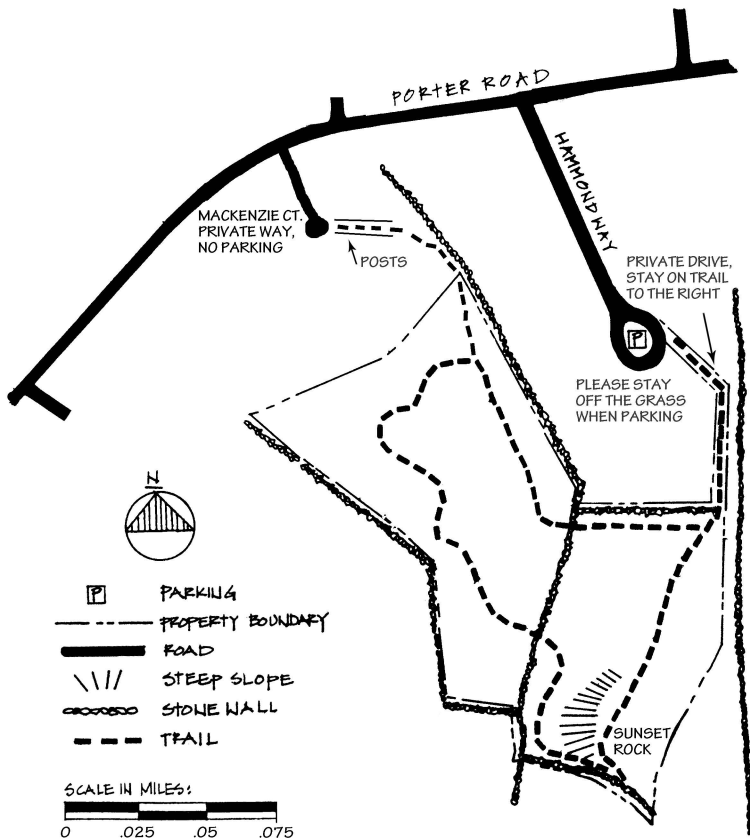 PORTER ROAD
HAMMOND WAY
MACKENZIE CT.
PRIVATE WAY,
NO PARKING
POSTS
PRIVATE DRIVE,
STAY ON TRAIL
TO THE RIGHT
P
PLEASE STAY
OFF THE GRASS
WHEN PARKING
N
P PARKING
PROPERTY BOUNDARY
ROAD
STEEP SLOPE
STONE WALL
TRAIL
SUNSET
ROCK
SCALE IN MILES:
0 .025 .05 .075